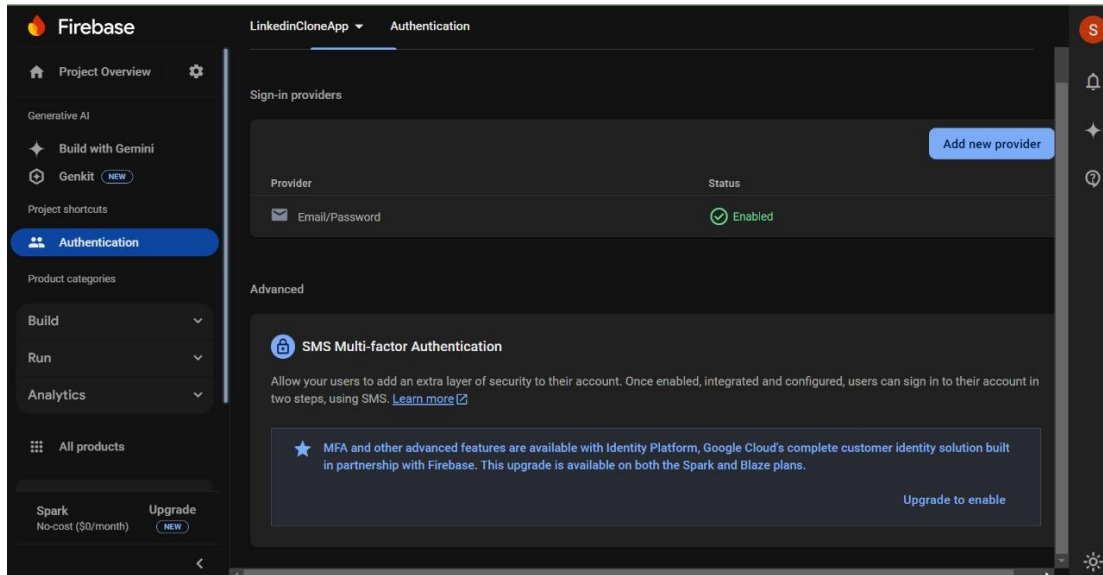 Firebase
LinkedinCloneApp
Authentication
S
Project Overview
Generative AI
Build with Gemini
Genkit NEW
Project shortcuts
Authentication
Product categories
Build
Run
Analytics
All products
Spark
No-cost ($0/month)
Upgrade
NEW
Sign-in providers
Add new provider
Provider
Status
Email/Password
Enabled
Advanced
SMS Multi-factor Authentication
Allow your users to add an extra layer of security to their account. Once enabled, integrated and configured, users can sign in to their account in
two steps, using SMS. Learn more
MFA and other advanced features are available with Identity Platform, Google Cloud's complete customer identity solution built
in partnership with Firebase. This upgrade is available on both the Spark and Blaze plans.
Upgrade to enable